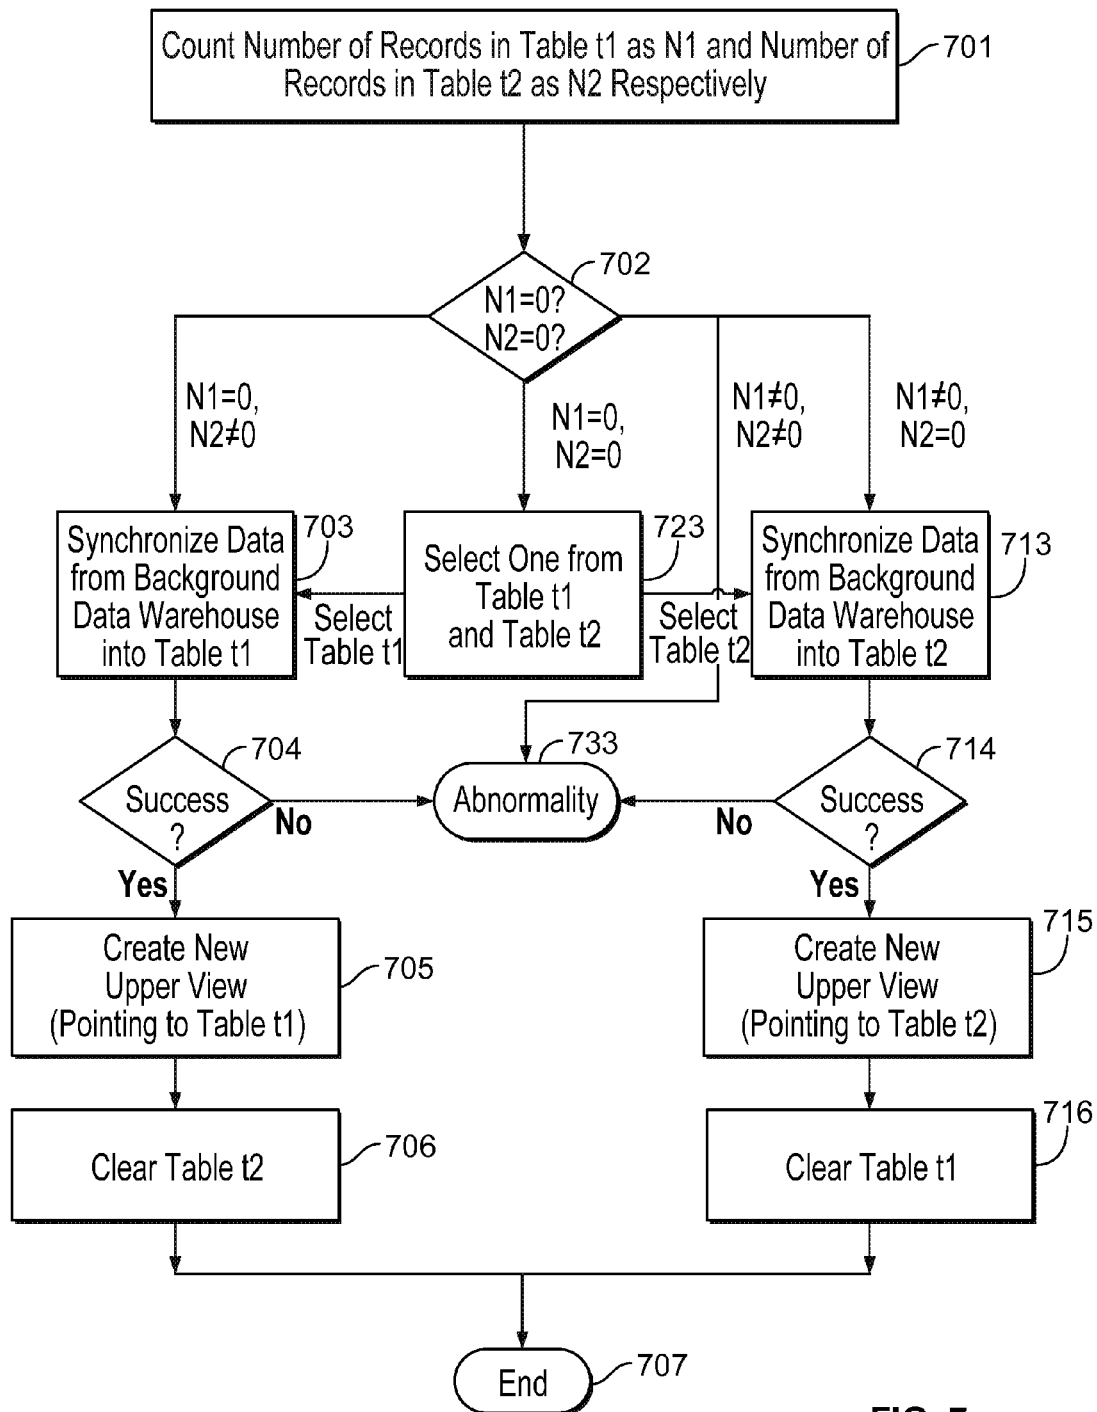 Count Number of Records in Table t1 as N1 and Number of
Records in Table t2 as N2 Respectively
701
702
N1=0?
N2=0?
N1=0,
N2≠0
N1=0,
N2=0
N1≠0,
N2≠0
N1≠0,
N2=0
Synchronize Data
from Background
Data Warehouse
into Table t1
703
Select
Table t1
Select One from
Table t1
and Table t2
723
Select
Table t2
Synchronize Data
from Background
Data Warehouse
into Table t2
713
Success
?
704
No
Yes
Abnormality
733
Success
?
714
No
Yes
Create New
Upper View
(Pointing to Table t1)
705
Create New
Upper View
(Pointing to Table t2)
715
Clear Table t2
706
Clear Table t1
716
End
707